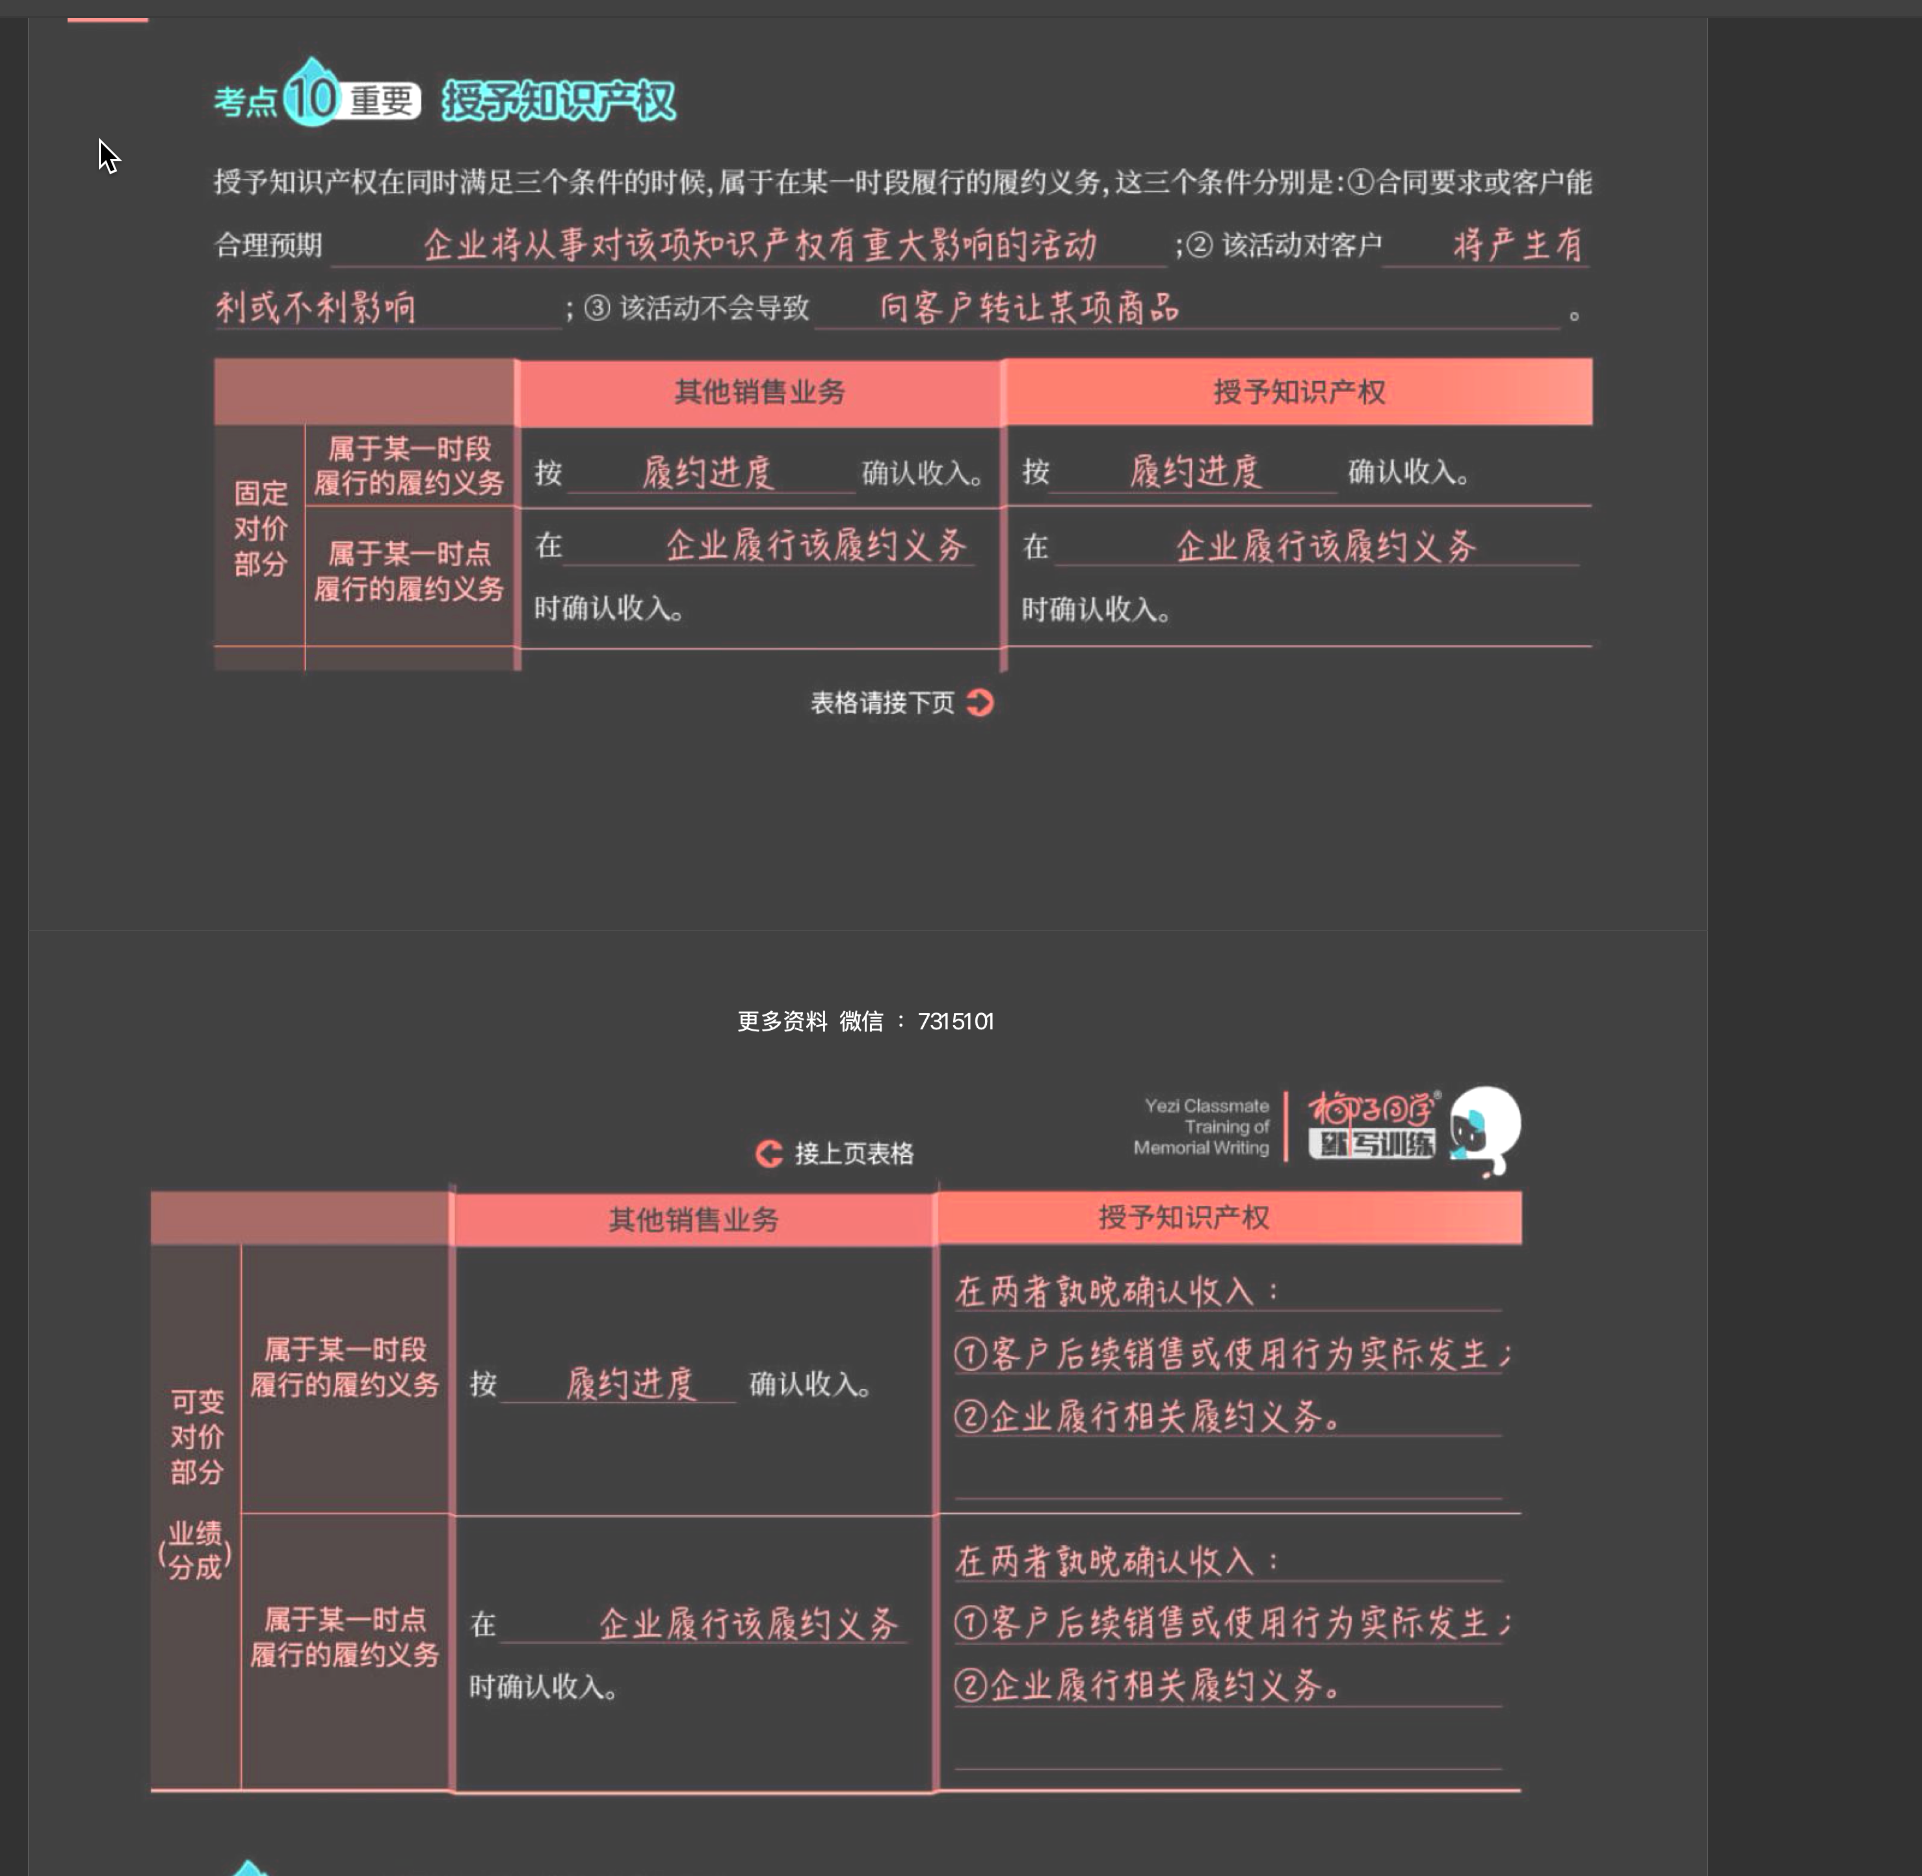 考点10 重要 授予知识产权
授予知识产权在同时满足三个条件的时候,属于在某一时段履行的履约义务,这三个条件分别是:①合同要求或客户能
合理预期 企业将从事对该项知识产权有重大影响的活动 ;② 该活动对客户 将产生有
利或不利影响 ;③ 该活动不会导致 向客户转让某项商品 。
其他销售业务 授予知识产权
固定
对价
部分
属于某一时段
履行的履约义务
按 履约进度 确认收入。
按 履约进度 确认收入。
属于某一时点
履行的履约义务
在 企业履行该履约义务
时确认收入。
在 企业履行该履约义务
时确认收入。
表格请接下页
更多资料 微信 : 7315101
Yezi Classmate
Training of
Memorial Writing
椰子同学®
默写训练
接上页表格
其他销售业务 授予知识产权
可变
对价
部分
(业绩
分成)
属于某一时段
履行的履约义务
按 履约进度 确认收入。
在两者孰晚确认收入:
①客户后续销售或使用行为实际发生;
②企业履行相关履约义务。
属于某一时点
履行的履约义务
在 企业履行该履约义务
时确认收入。
在两者孰晚确认收入:
①客户后续销售或使用行为实际发生;
②企业履行相关履约义务。